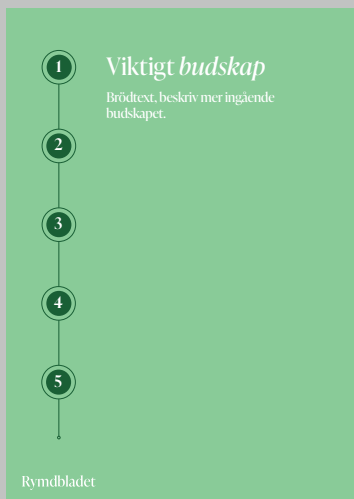 1
Viktigt budskap
Brödtext, beskriv mer ingående
budskapet.
2
3
4
5
Rymdbladet